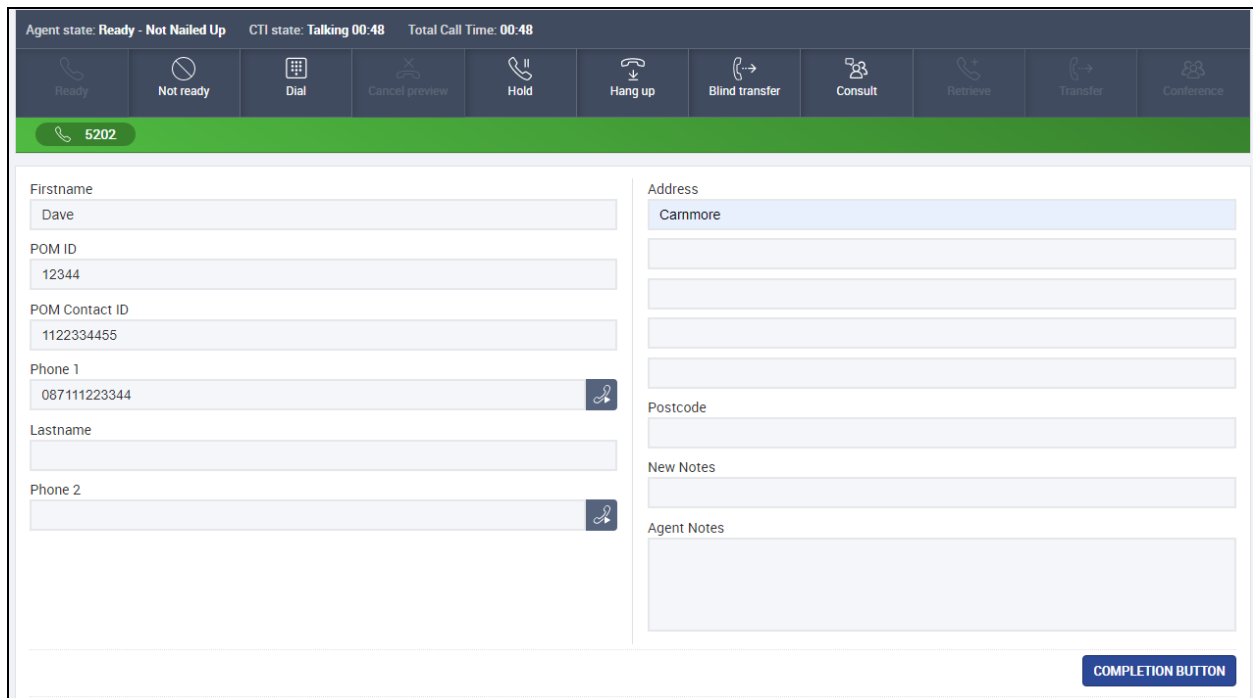 Agent state: Ready - Not Nailed Up CTI state: Talking 00:48 Total Call Time: 00:48
Ready Not ready Dial Cancel preview Hold Hang up Blind transfer Consult Retrieve Transfer Conference
5202
Firstname
Dave
POM ID
12344
POM Contact ID
1122334455
Phone 1
087111223344
Lastname
Phone 2
Address
Carnmore
Postcode
New Notes
Agent Notes
COMPLETION BUTTON